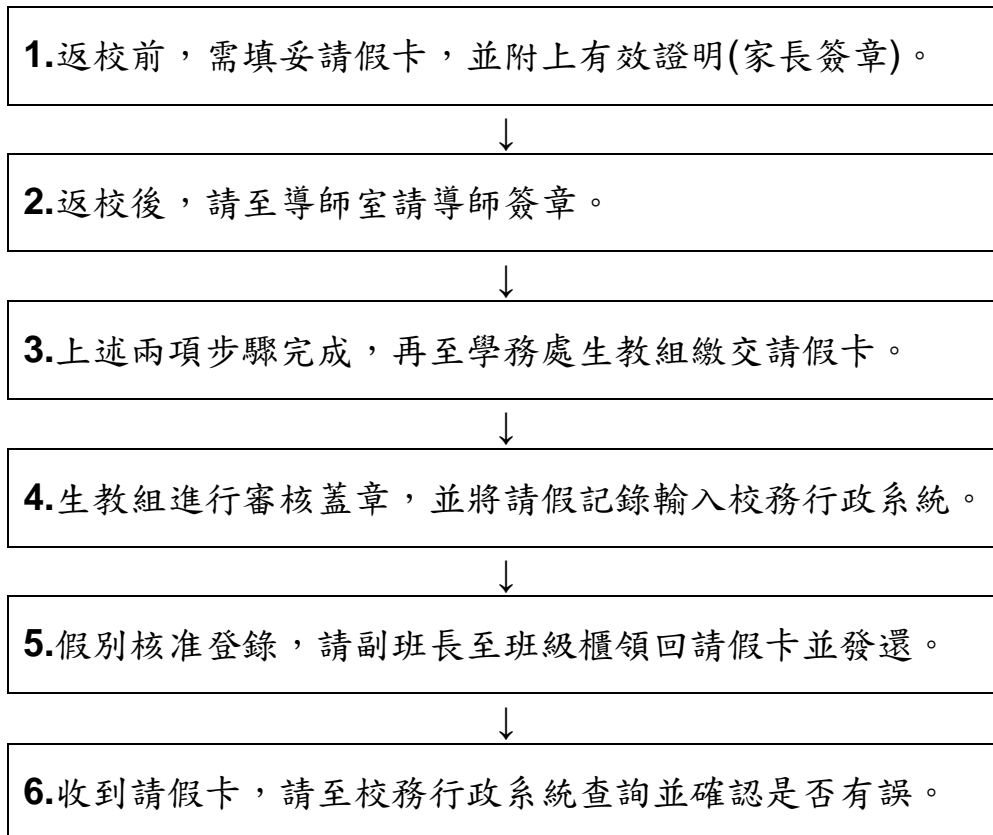 1.返校前，需填妥請假卡，並附上有效證明(家長簽章)。
↓
2.返校後，請至導師室請導師簽章。
↓
3.上述兩項步驟完成，再至學務處生教組繳交請假卡。
↓
4.生教組進行審核蓋章，並將請假記錄輸入校務行政系統。
↓
5.假別核准登錄，請副班長至班級櫃領回請假卡並發還。
↓
6.收到請假卡，請至校務行政系統查詢並確認是否有誤。